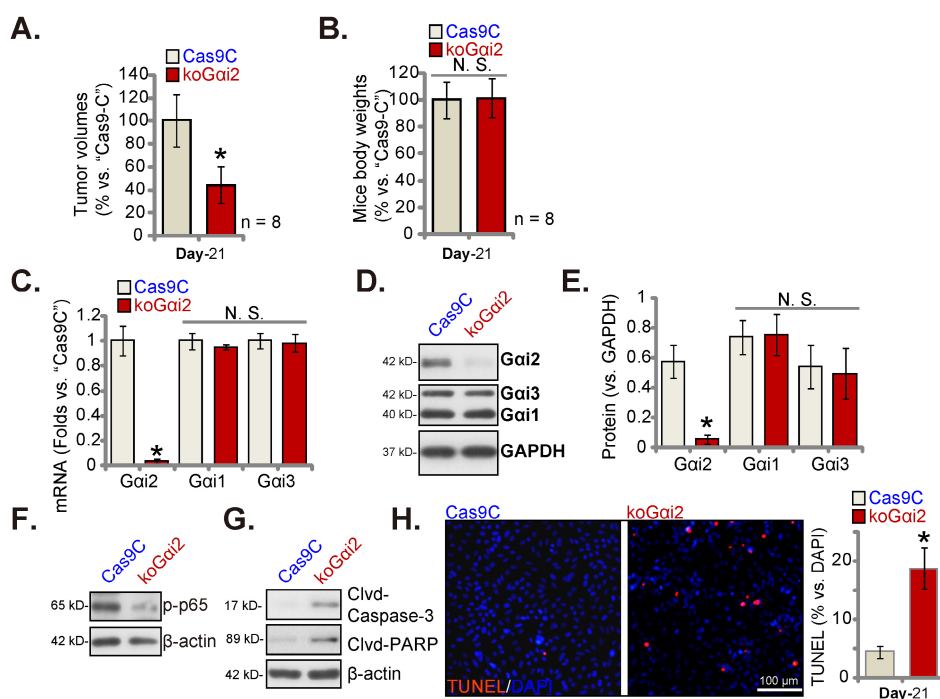 A.
Cas9C
koGαi2
Tumor volumes
(% vs. “Cas9-C”)
140
120
100
80
60
40
20
0
*
n = 8
Day-21
B.
Cas9C
koGαi2
N. S.
Mice body weights
(% vs. “Cas9-C”)
120
100
80
60
40
20
0
n = 8
Day-21
C.
Cas9C
koGαi2
N. S.
mRNA (Folds vs. “Cas9C”)
1.2
1
0.8
0.6
0.4
0.2
0
*
Gαi2 Gαi1 Gαi3
D.
Cas9C koGαi2
42 kD- Gαi2
42 kD- Gαi3
40 kD- Gαi1
37 kD- GAPDH
E.
N. S.
Protein (vs. GAPDH)
1
0.8
0.6
0.4
0.2
0
*
Gαi2 Gαi1 Gαi3
F.
Cas9C koGαi2
65 kD- p-p65
42 kD- β-actin
G.
Cas9C koGαi2
17 kD- Clvd-
Caspase-3
89 kD- Clvd-PARP
42 kD- β-actin
H.
Cas9C koGαi2
TUNEL/DAPI
100 µm
Cas9C
koGαi2
TUNEL (% vs. DAPI)
20
10
0
*
Day-21